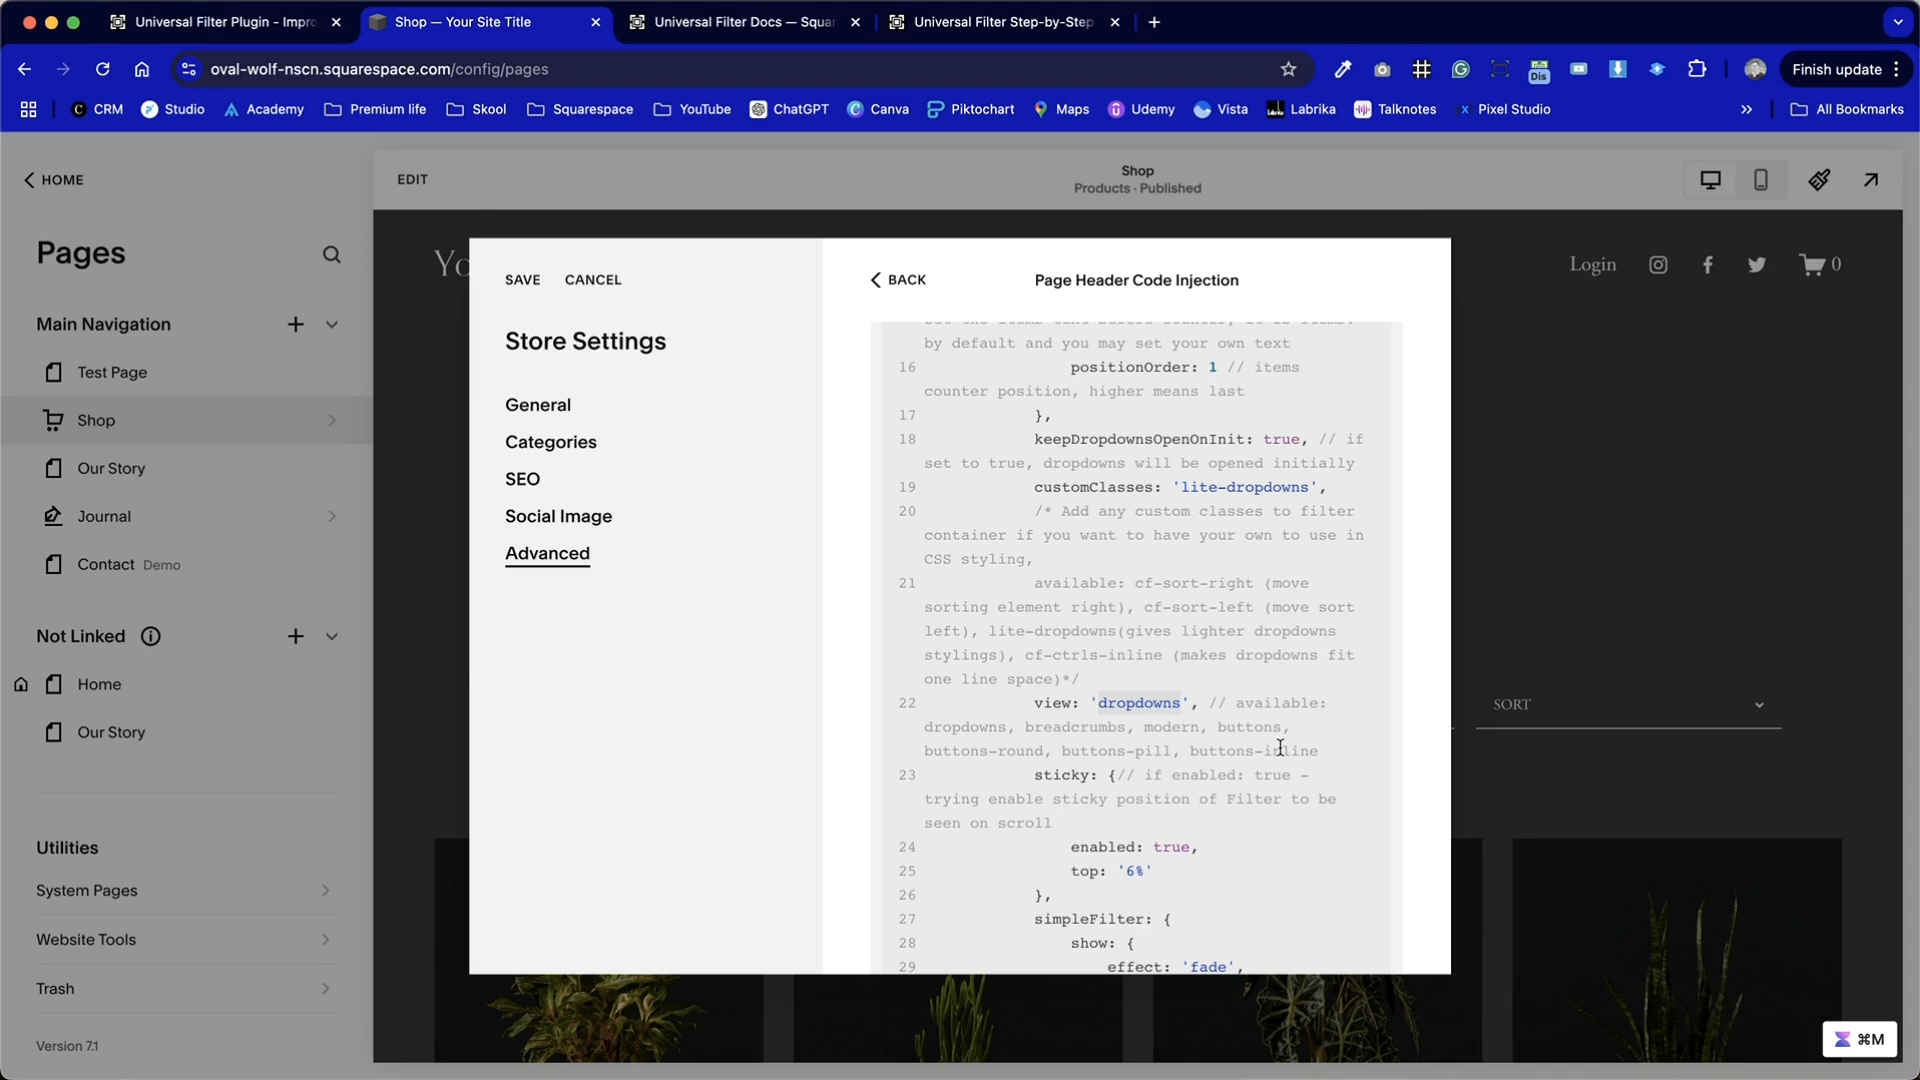 Universal Filter Plugin - Impro
Shop — Your Site Title
Universal Filter Docs — Squar
Universal Filter Step-by-Step
oval-wolf-nscn.squarespace.com/config/pages
Dis
Finish update
CRM
Studio
Academy
Premium life
Skool
Squarespace
YouTube
ChatGPT
Canva
Piktochart
Maps
Udemy
Vista
Labrika
Talknotes
Pixel Studio
All Bookmarks
HOME
EDIT
Shop
Products · Published
Pages
Main Navigation
Test Page
Shop
Our Story
Journal
Contact Demo
Not Linked
Home
Our Story
Utilities
System Pages
Website Tools
Trash
Version 7.1
Yo
Login
0
SORT
SAVE
CANCEL
Store Settings
General
Categories
SEO
Social Image
Advanced
BACK
Page Header Code Injection
by default and you may set your own text
16 positionOrder: 1 // items
counter position, higher means last
17 },
18 keepDropdownsOpenOnInit: true, // if
set to true, dropdowns will be opened initially
19 customClasses: 'lite-dropdowns',
20 /* Add any custom classes to filter
container if you want to have your own to use in
CSS styling,
21 available: cf-sort-right (move
sorting element right), cf-sort-left (move sort
left), lite-dropdowns(gives lighter dropdowns
stylings), cf-ctrls-inline (makes dropdowns fit
one line space)*/
22 view: 'dropdowns', // available:
dropdowns, breadcrumbs, modern, buttons,
buttons-round, buttons-pill, buttons-inline
23 sticky: {// if enabled: true -
trying enable sticky position of Filter to be
seen on scroll
24 enabled: true,
25 top: '6%'
26 },
27 simpleFilter: {
28 show: {
29 effect: 'fade',
⌘M